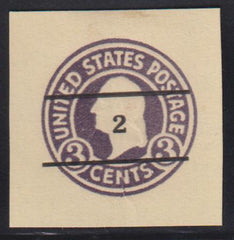 UNITED STATES POSTAGE
2
3 3
CENTS